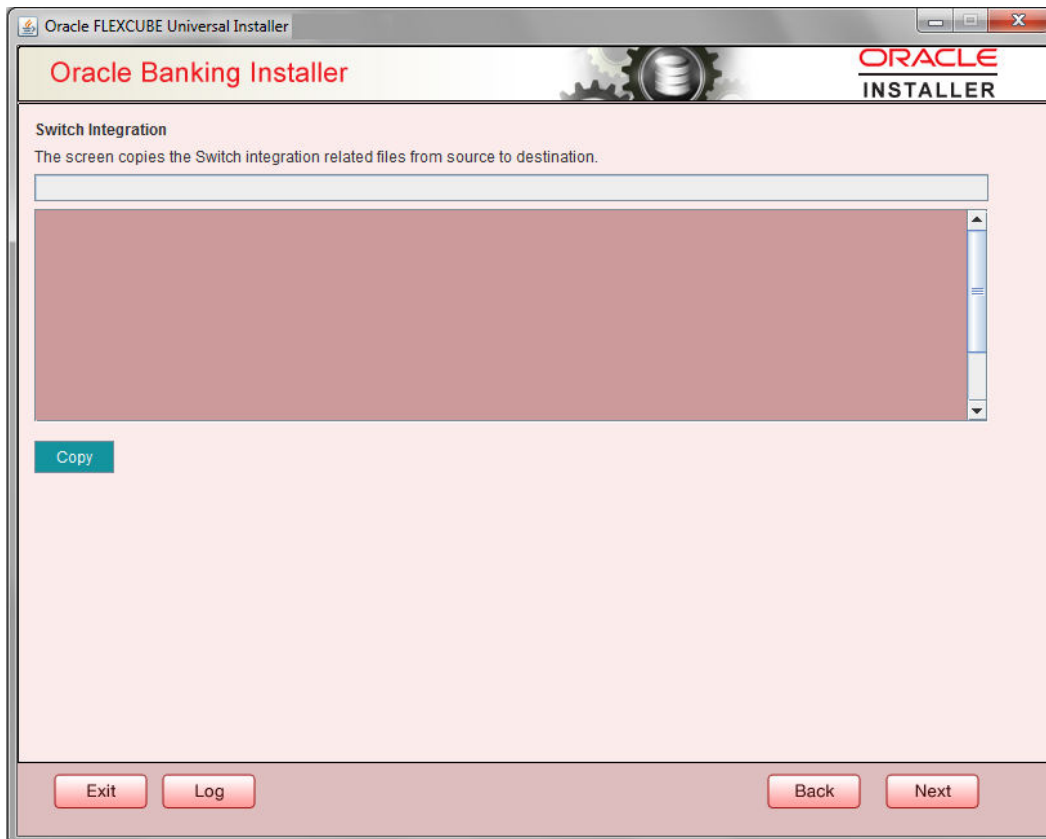 Oracle FLEXCUBE Universal Installer
Oracle Banking Installer
ORACLE
INSTALLER
Switch Integration
The screen copies the Switch integration related files from source to destination.
Copy
Exit Log Back Next